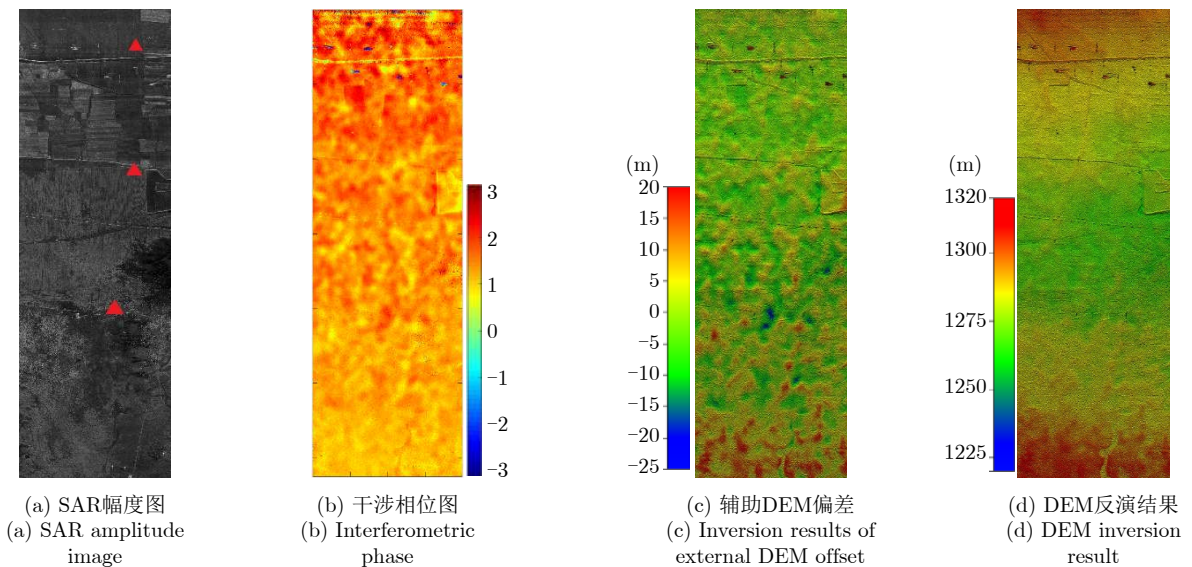 3
2
1
0
−1
−2
−3
(m)
20
15
10
5
0
−5
−10
−15
−20
−25
(m)
1320
1300
1275
1250
1225
(a) SAR幅度图
(a) SAR amplitude
image
(b) 干涉相位图
(b) Interferometric
phase
(c) 辅助DEM偏差
(c) Inversion results of
external DEM offset
(d) DEM反演结果
(d) DEM inversion
result